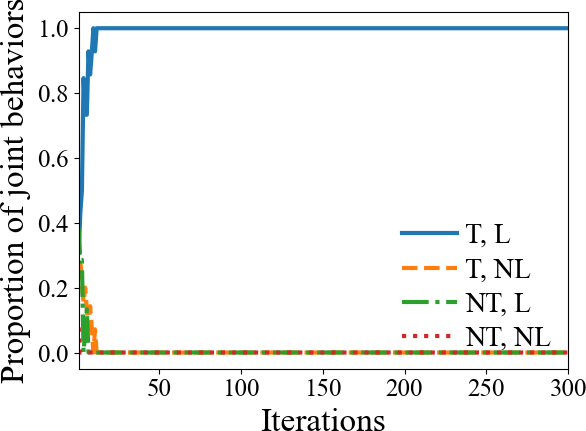 Proportion of joint behaviors
1.0
0.8
0.6
0.4
0.2
0.0
T, L
T, NL
NT, L
NT, NL
50 100 150 200 250 300
Iterations